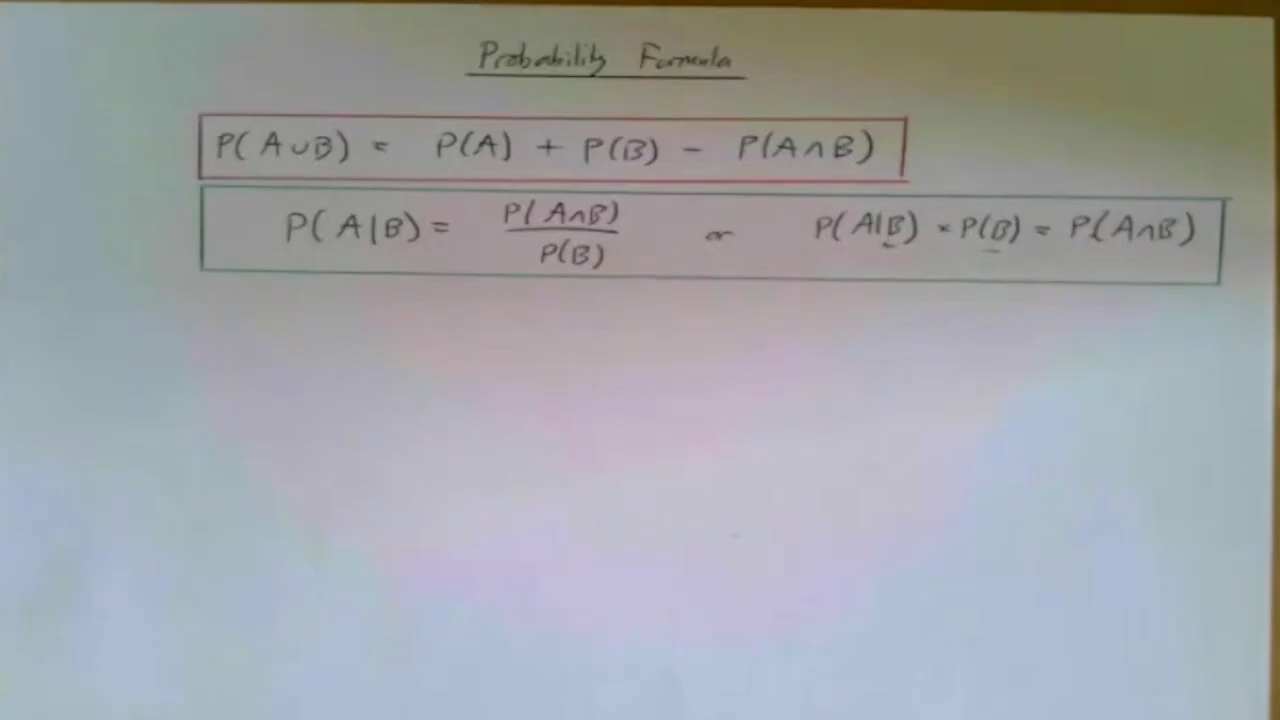 Probability Formula
P(A∪B) = P(A) + P(B) - P(A∩B)
P(A|B) = P(A∩B) / P(B) or P(A|B) × P(B) = P(A∩B)